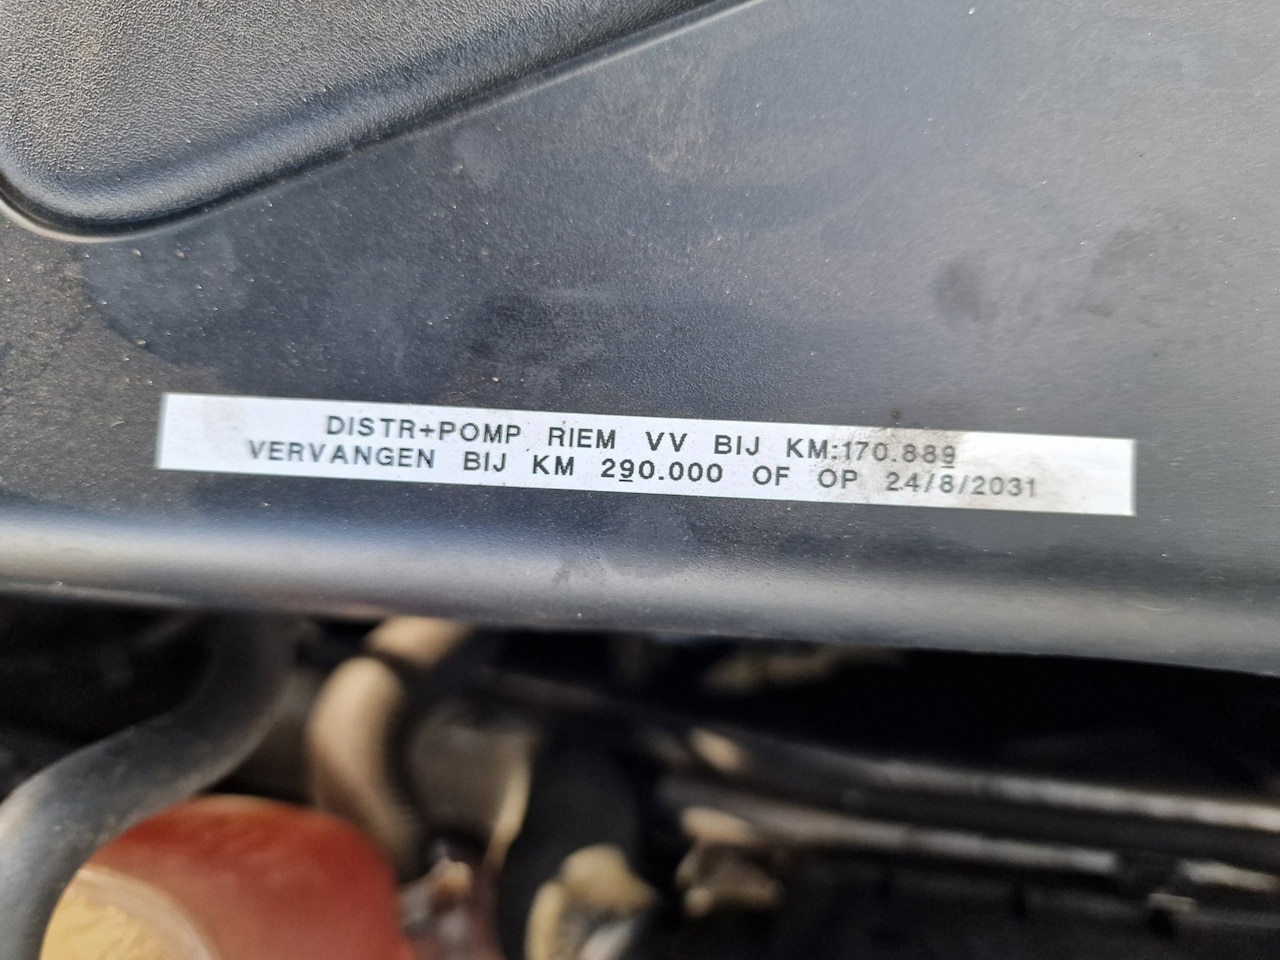 DISTR+POMP RIEM VV BIJ KM:170.889
VERVANGEN BIJ KM 290.000 OF OP 24/8/2031